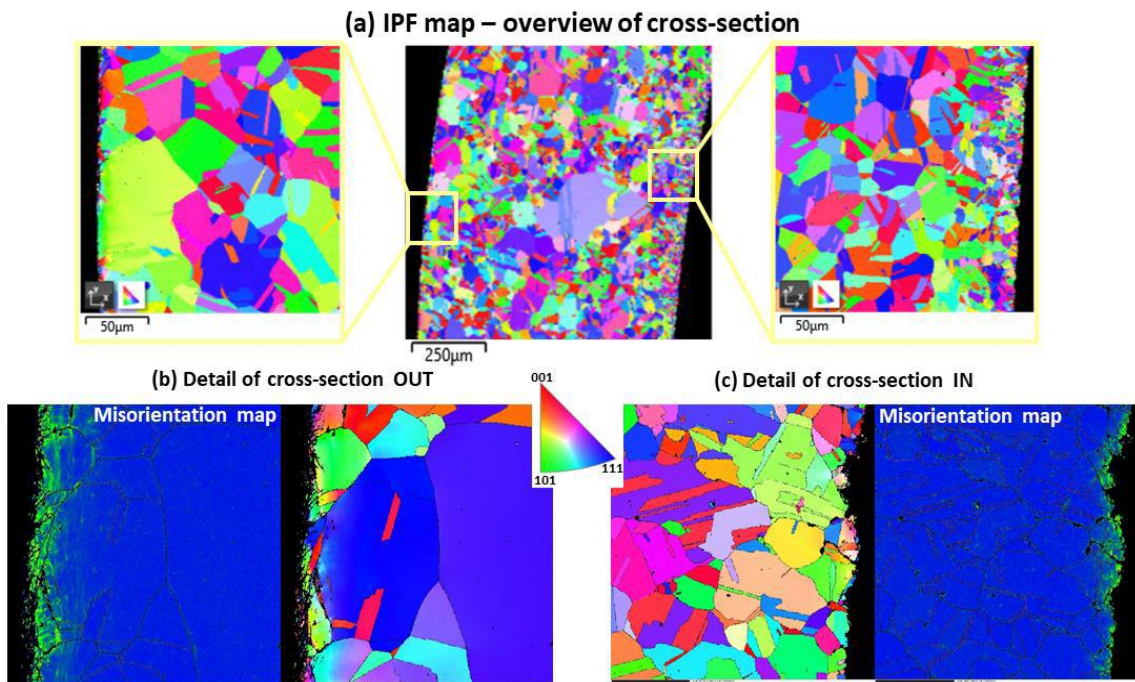 (a) IPF map – overview of cross-section
Y
X
50µm
250µm
Y
X
50µm
(b) Detail of cross-section OUT
001
101
111
(c) Detail of cross-section IN
Misorientation map
Misorientation map